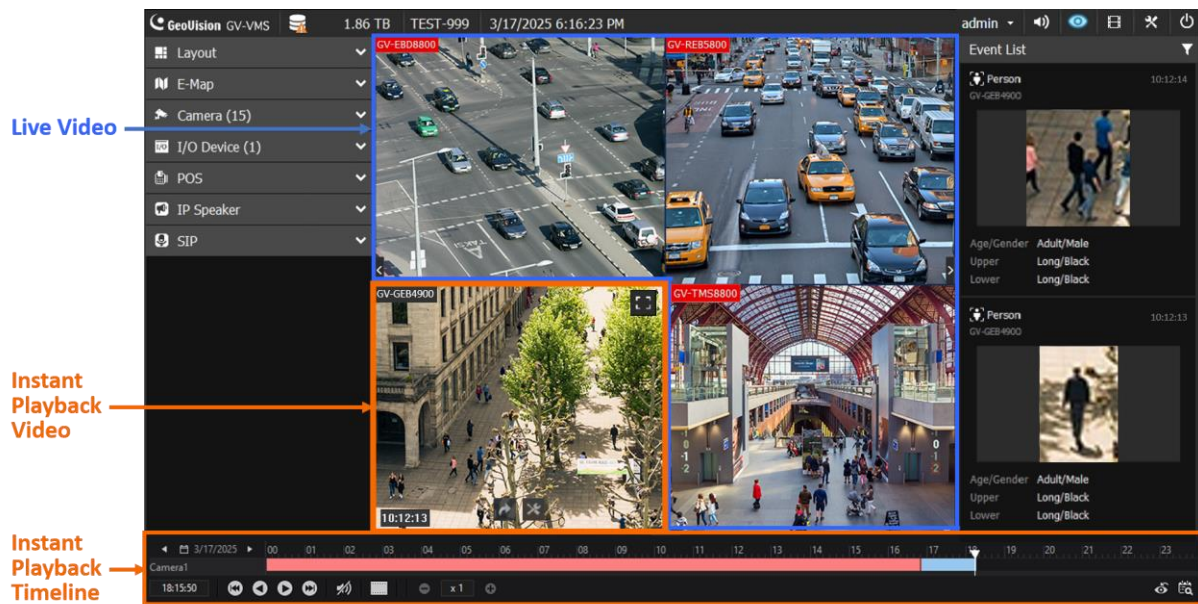 GeoVision GV-VMS 1.86 TB TEST-999 3/17/2025 6:16:23 PM admin
Layout
E-Map
Camera (15)
I/O Device (1)
POS
IP Speaker
SIP
Live Video
Instant
Playback
Video
Instant
Playback
Timeline
GV-EBD8800
GV-REB5800
TAKSI
GV-GEB4900
10:12:13
GV-TMS8800
Event List
Person 10:12:14
GV-GEB4900
Age/Gender Adult/Male
Upper Long/Black
Lower Long/Black
Person 10:12:13
GV-GEB4900
Age/Gender Adult/Male
Upper Long/Black
Lower Long/Black
3/17/2025 00 01 02 03 04 05 06 07 08 09 10 11 12 13 14 15 16 17 18 19 20 21 22 23
Camera1
18:15:50 x 1